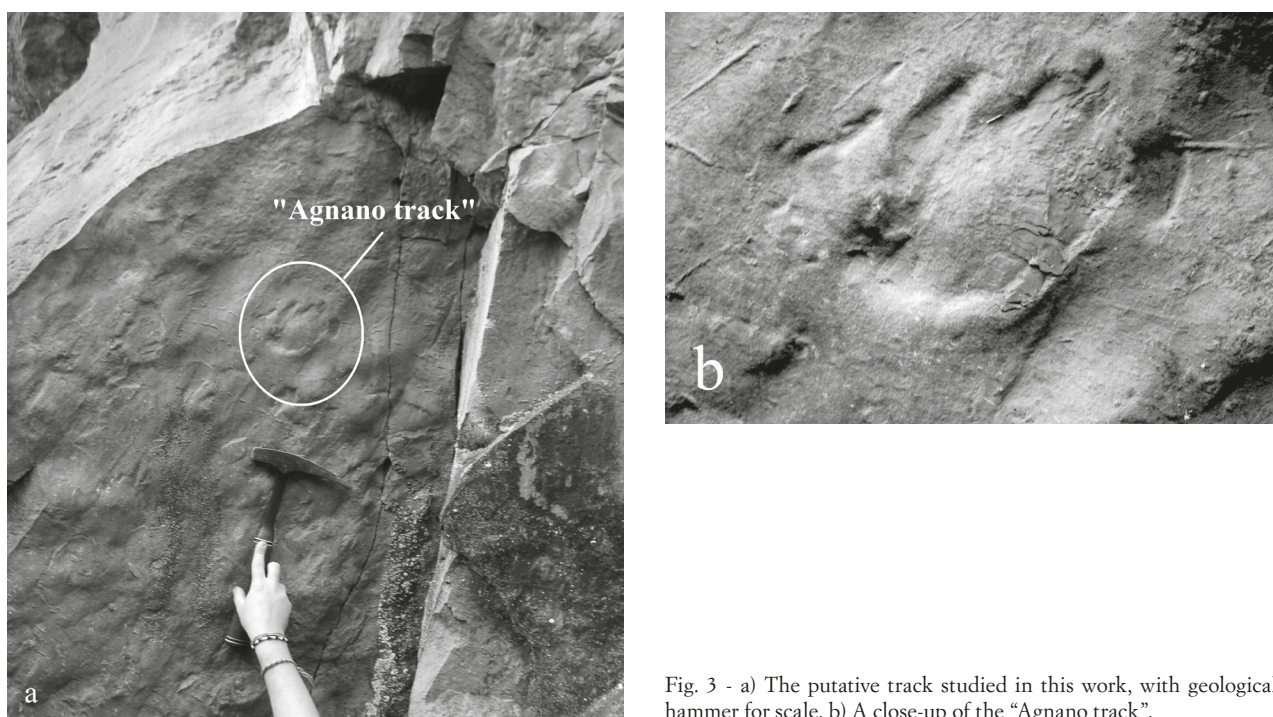 "Agnano track"
a
b
Fig. 3 - a) The putative track studied in this work, with geological
hammer for scale. b) A close-up of the “Agnano track”.